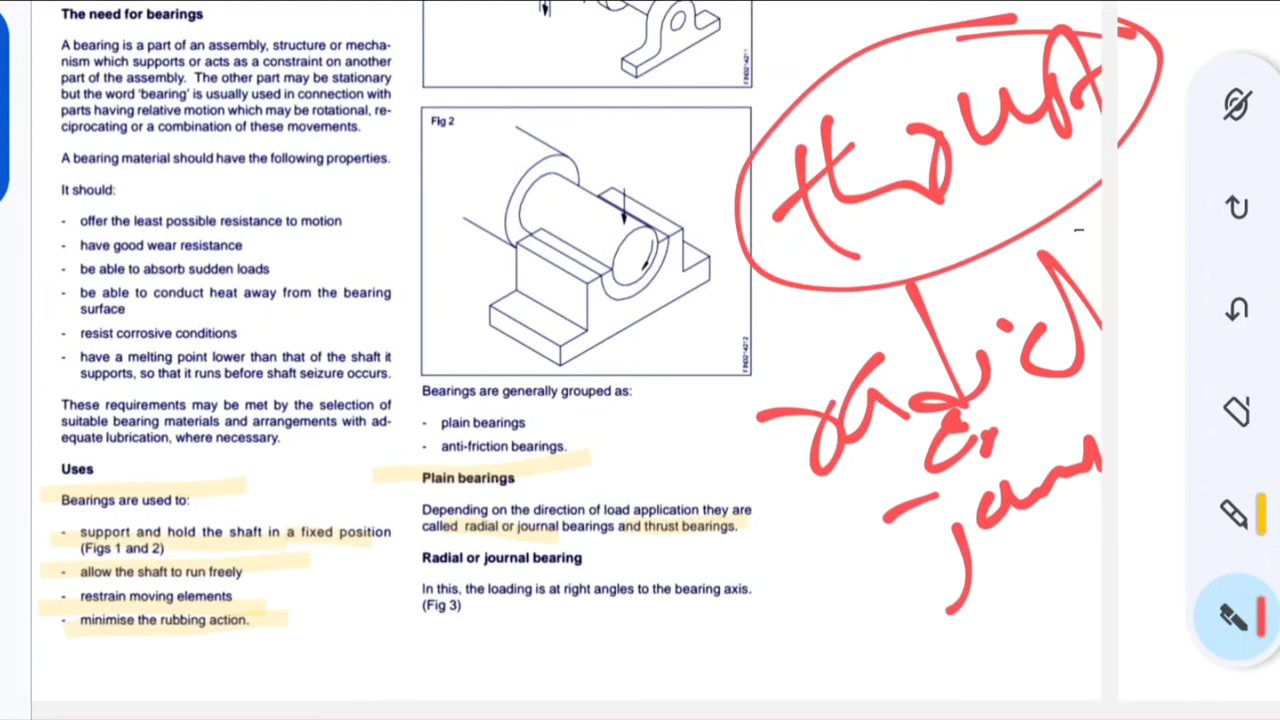 The need for bearings
A bearing is a part of an assembly, structure or mecha-
nism which supports or acts as a constraint on another
part of the assembly. The other part may be stationary
but the word 'bearing' is usually used in connection with
parts having relative motion which may be rotational, re-
ciprocating or a combination of these movements.
A bearing material should have the following properties.
It should:
- offer the least possible resistance to motion
- have good wear resistance
- be able to absorb sudden loads
- be able to conduct heat away from the bearing
surface
- resist corrosive conditions
- have a melting point lower than that of the shaft it
supports, so that it runs before shaft seizure occurs.
These requirements may be met by the selection of
suitable bearing materials and arrangements with ad-
equate lubrication, where necessary.
Uses
Bearings are used to:
- support and hold the shaft in a fixed position
(Figs 1 and 2)
- allow the shaft to run freely
- restrain moving elements
- minimise the rubbing action.
Fig 2
Bearings are generally grouped as:
- plain bearings
- anti-friction bearings.
Plain bearings
Depending on the direction of load application they are
called radial or journal bearings and thrust bearings.
Radial or journal bearing
In this, the loading is at right angles to the bearing axis.
(Fig 3)